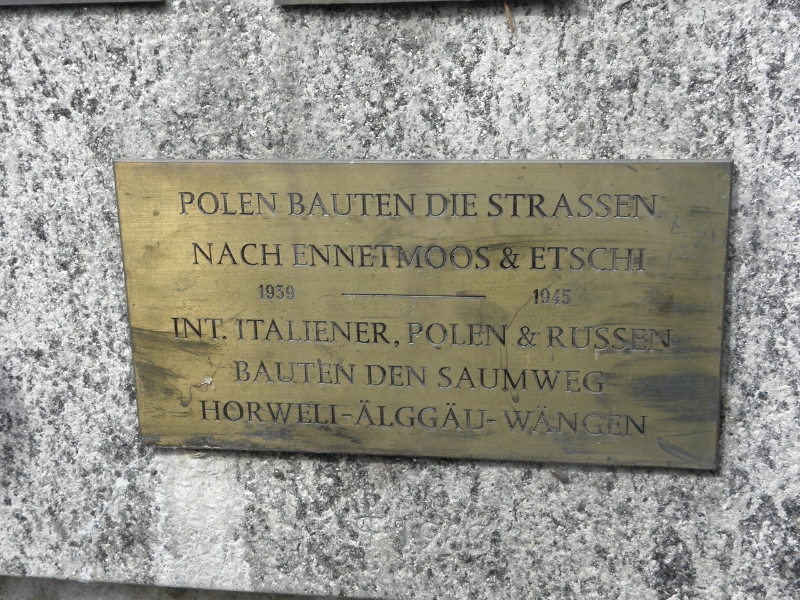 POLEN BAUTEN DIE STRASSEN
NACH ENNETMOOS & ETSCHI
1939 1945
INT. ITALIENER, POLEN & RUSSEN
BAUTEN DEN SAUMWEG
HORWELI-ÄLGGÄU-WÄNGEN